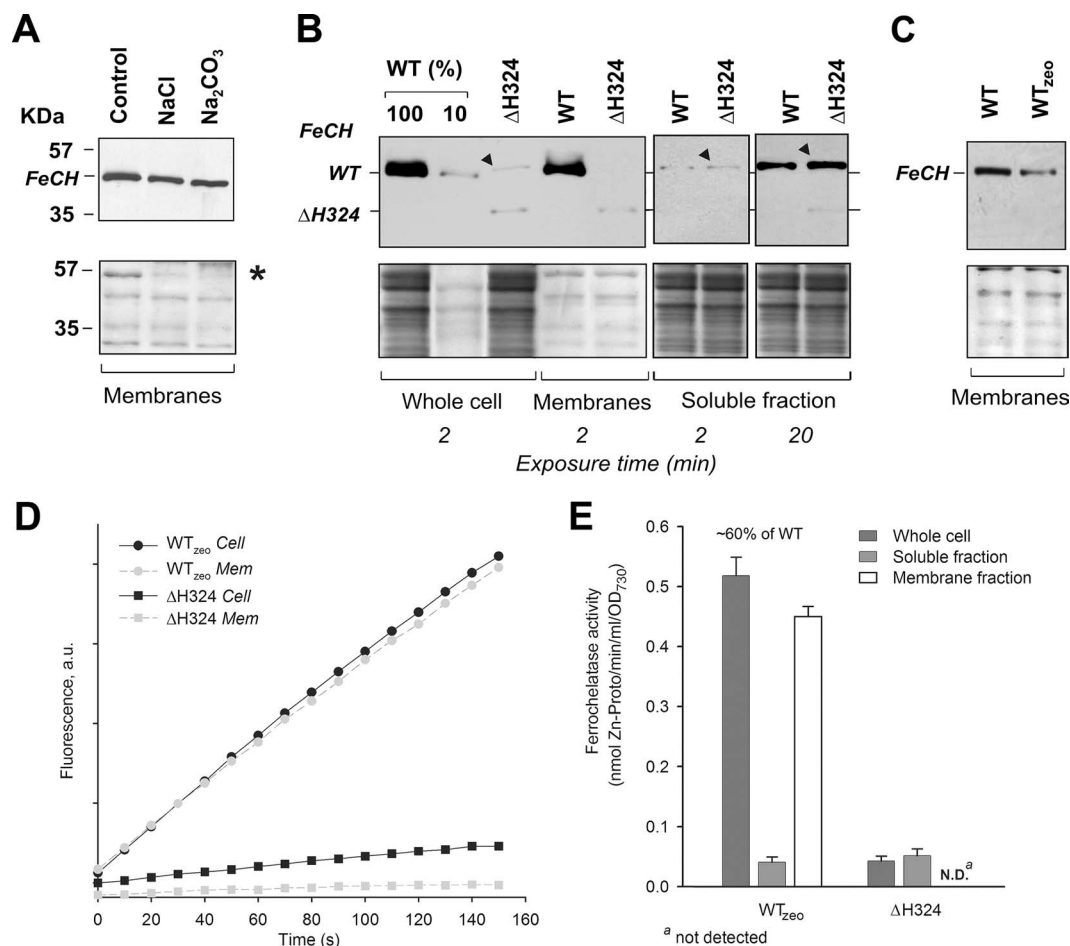 A
KDa
Control
NaCl
Na₂CO₃
57
FeCH
35
57
*
35
Membranes
B
WT (%)
100 10
ΔH324
WT
ΔH324
WT
ΔH324
WT
ΔH324
FeCH
WT
ΔH324
Whole cell Membranes Soluble fraction
2 2 2 20
Exposure time (min)
C
WT
WTzeo
FeCH
Membranes
D
WTzeo Cell
WTzeo Mem
ΔH324 Cell
ΔH324 Mem
Fluorescence, a.u.
0 20 40 60 80 100 120 140 160
Time (s)
E
~60% of WT
Whole cell
Soluble fraction
Membrane fraction
Ferrochelatase activity
(nmol Zn-Proto/min/ml/OD₇₃₀)
0.6
0.5
0.4
0.3
0.2
0.1
0.0
N.D.ᵃ
WTzeo ΔH324
ᵃ not detected